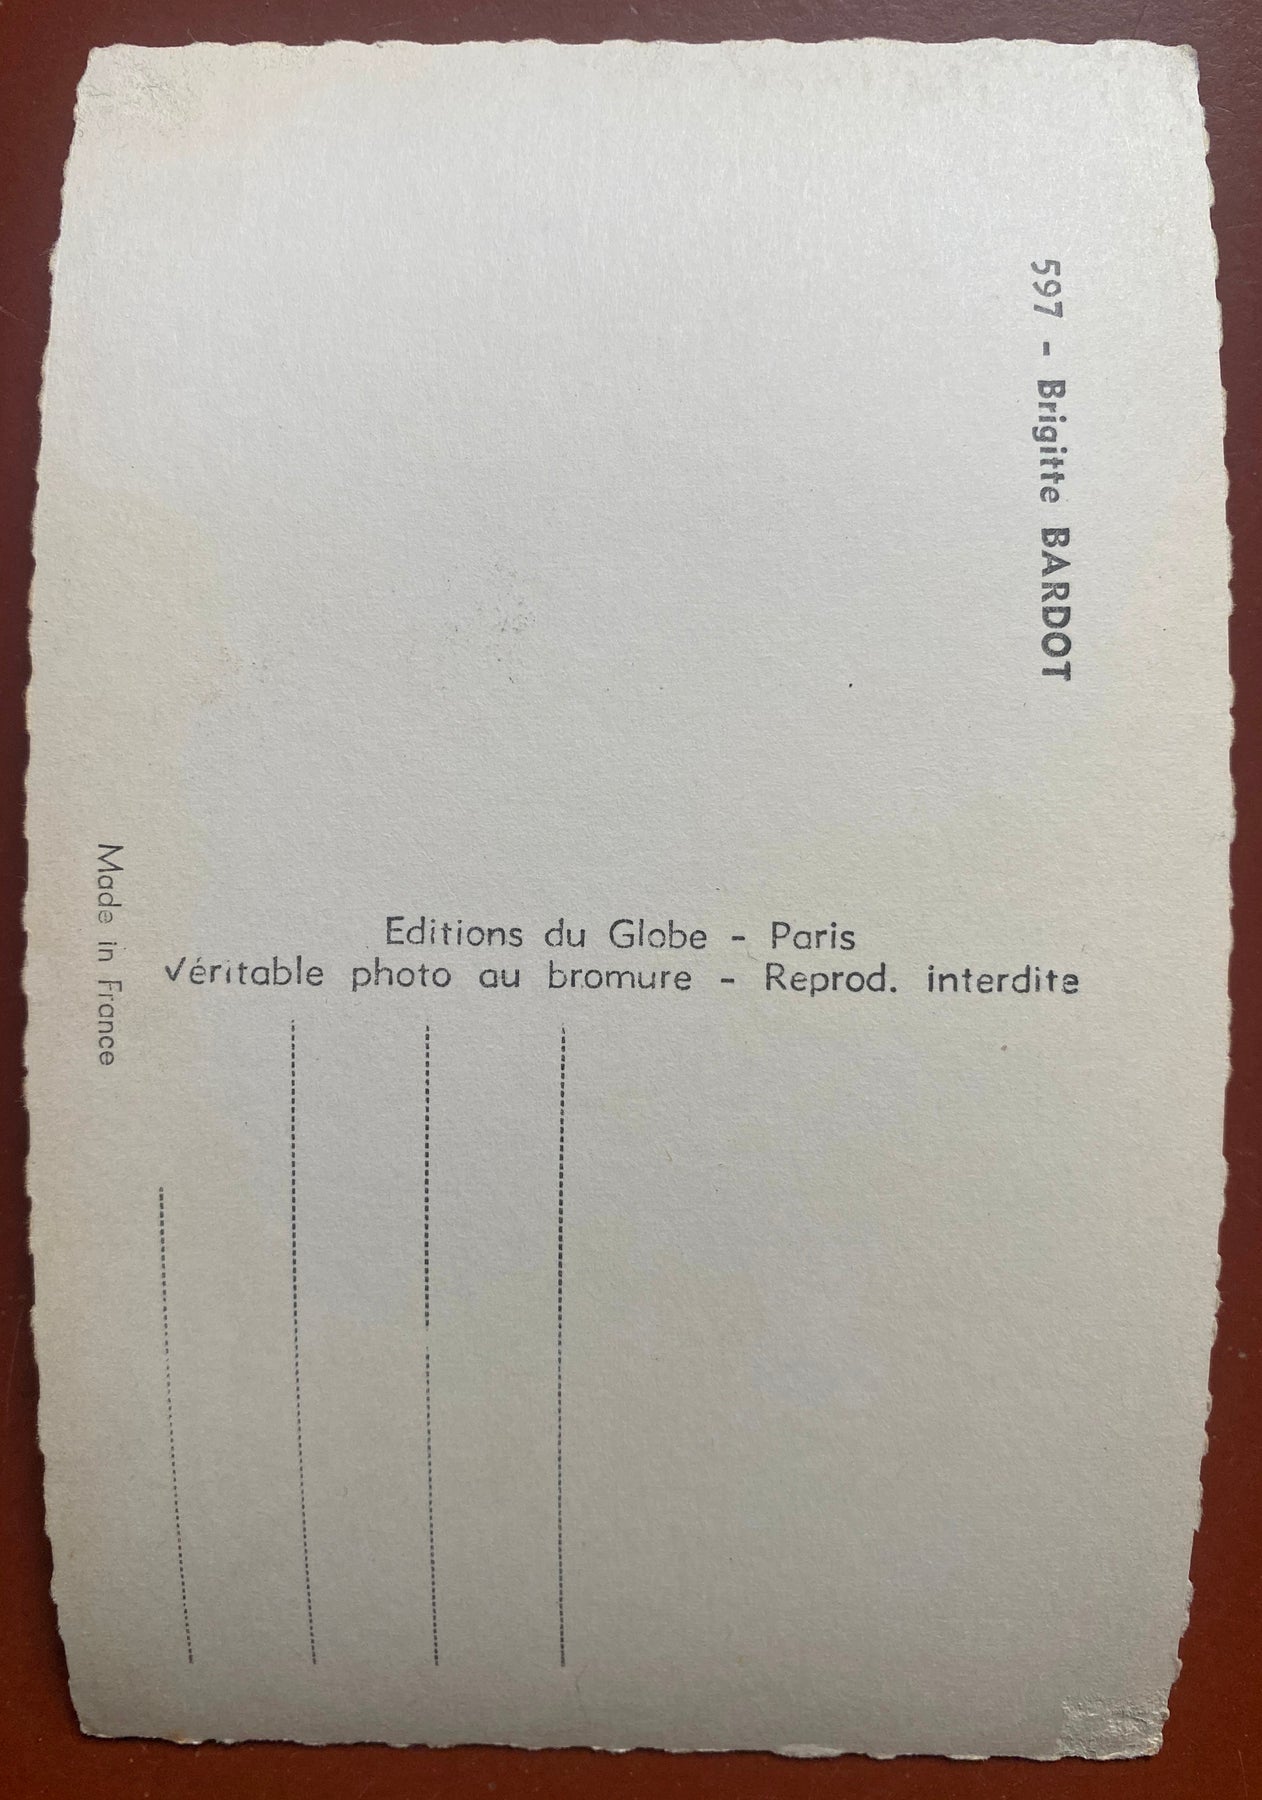 597 - Brigitte BARDOT
Editions du Globe - Paris
Véritable photo au bromure - Reprod. interdite
Made in France